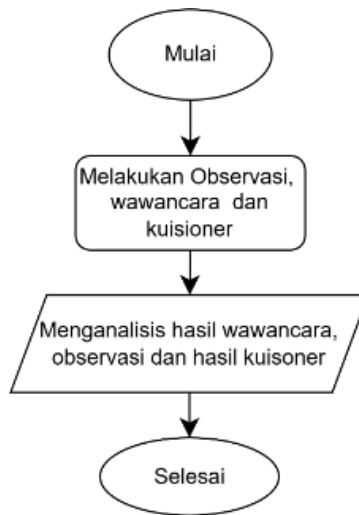 Mulai
Melakukan Observasi,
wawancara dan
kuisioner
Menganalisis hasil wawancara,
observasi dan hasil kuisoner
Selesai